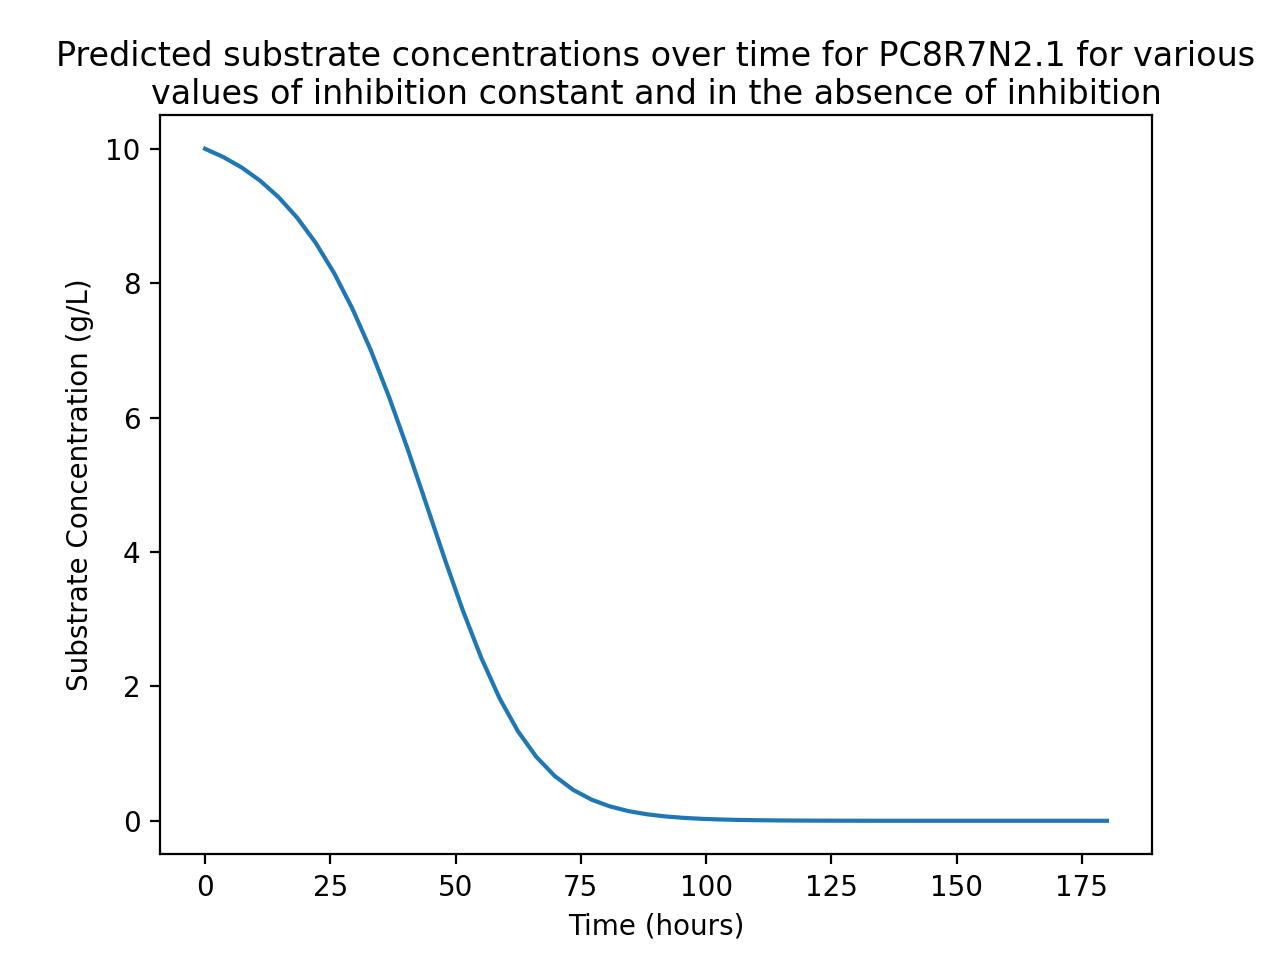 Predicted substrate concentrations over time for PC8R7N2.1 for various
values of inhibition constant and in the absence of inhibition
10
8
6
4
2
0
Substrate Concentration (g/L)
0 25 50 75 100 125 150 175
Time (hours)